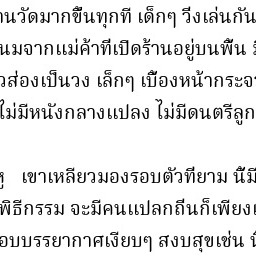 านวัดมากขึ้นทุกที เด็กๆ วิ่งเล่นกัน
นมจากแม่ค้าที่เปิดร้านอยู่บนพื้น
วส่องเป็นวง เล็กๆ เบื้องหน้ากระจ
ไม่มีหนังกลางแปลง ไม่มีดนตรีลูก
หู เขาเหลียวมองรอบตัวที่ยาม นี้มี
พิธีกรรม จะมีคนแปลกถิ่นก็เพียง
อบบรรยากาศเงียบๆ สงบสุขเช่น นี้